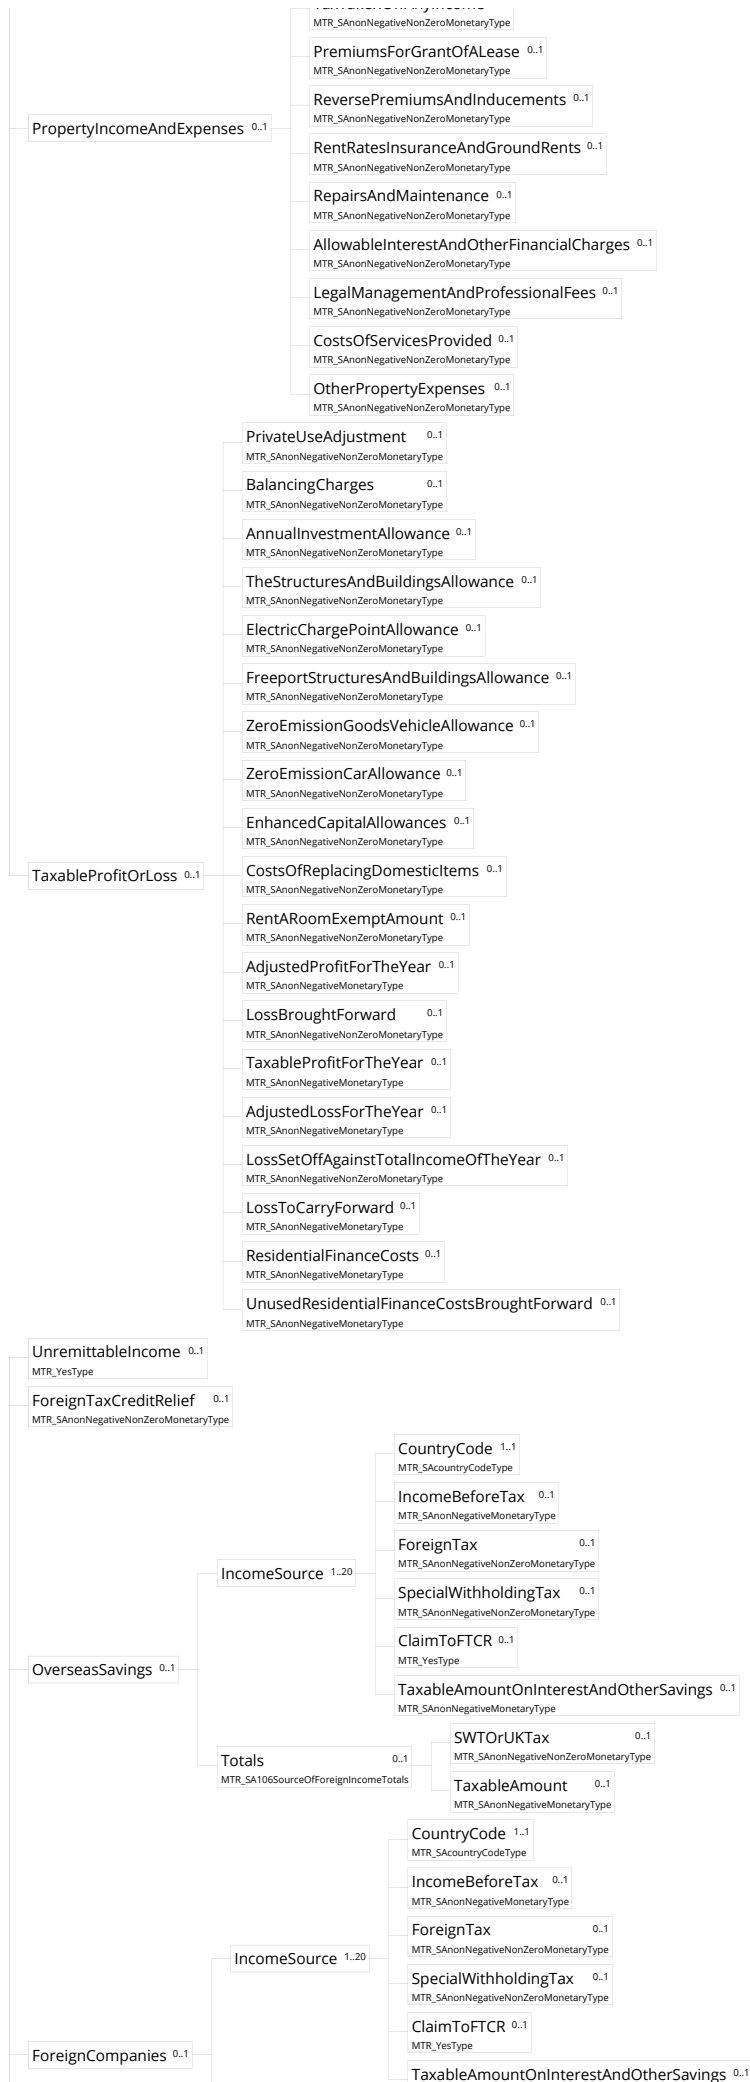 MTR_SAnonNegativeNonZeroMonetaryType
PremiumsForGrantOfALease 0..1
MTR_SAnonNegativeNonZeroMonetaryType
ReversePremiumsAndInducements 0..1
MTR_SAnonNegativeNonZeroMonetaryType
PropertyIncomeAndExpenses 0..1
RentRatesInsuranceAndGroundRents 0..1
MTR_SAnonNegativeNonZeroMonetaryType
RepairsAndMaintenance 0..1
MTR_SAnonNegativeNonZeroMonetaryType
AllowableInterestAndOtherFinancialCharges 0..1
MTR_SAnonNegativeNonZeroMonetaryType
LegalManagementAndProfessionalFees 0..1
MTR_SAnonNegativeNonZeroMonetaryType
CostsOfServicesProvided 0..1
MTR_SAnonNegativeNonZeroMonetaryType
OtherPropertyExpenses 0..1
MTR_SAnonNegativeNonZeroMonetaryType
PrivateUseAdjustment 0..1
MTR_SAnonNegativeNonZeroMonetaryType
BalancingCharges 0..1
MTR_SAnonNegativeNonZeroMonetaryType
AnnualInvestmentAllowance 0..1
MTR_SAnonNegativeNonZeroMonetaryType
TheStructuresAndBuildingsAllowance 0..1
MTR_SAnonNegativeNonZeroMonetaryType
ElectricChargePointAllowance 0..1
MTR_SAnonNegativeNonZeroMonetaryType
FreeportStructuresAndBuildingsAllowance 0..1
MTR_SAnonNegativeNonZeroMonetaryType
ZeroEmissionGoodsVehicleAllowance 0..1
MTR_SAnonNegativeNonZeroMonetaryType
ZeroEmissionCarAllowance 0..1
MTR_SAnonNegativeNonZeroMonetaryType
EnhancedCapitalAllowances 0..1
MTR_SAnonNegativeNonZeroMonetaryType
TaxableProfitOrLoss 0..1
CostsOfReplacingDomesticItems 0..1
MTR_SAnonNegativeNonZeroMonetaryType
RentARoomExemptAmount 0..1
MTR_SAnonNegativeNonZeroMonetaryType
AdjustedProfitForTheYear 0..1
MTR_SAnonNegativeMonetaryType
LossBroughtForward 0..1
MTR_SAnonNegativeNonZeroMonetaryType
TaxableProfitForTheYear 0..1
MTR_SAnonNegativeMonetaryType
AdjustedLossForTheYear 0..1
MTR_SAnonNegativeMonetaryType
LossSetOffAgainstTotalIncomeOfTheYear 0..1
MTR_SAnonNegativeNonZeroMonetaryType
LossToCarryForward 0..1
MTR_SAnonNegativeMonetaryType
ResidentialFinanceCosts 0..1
MTR_SAnonNegativeMonetaryType
UnusedResidentialFinanceCostsBroughtForward 0..1
MTR_SAnonNegativeMonetaryType
UnremittableIncome 0..1
MTR_YesType
ForeignTaxCreditRelief 0..1
MTR_SAnonNegativeNonZeroMonetaryType
CountryCode 1..1
MTR_SAcountryCodeType
IncomeBeforeTax 0..1
MTR_SAnonNegativeMonetaryType
ForeignTax 0..1
MTR_SAnonNegativeNonZeroMonetaryType
IncomeSource 1..20
SpecialWithholdingTax 0..1
MTR_SAnonNegativeNonZeroMonetaryType
ClaimToFTCR 0..1
MTR_YesType
OverseasSavings 0..1
TaxableAmountOnInterestAndOtherSavings 0..1
MTR_SAnonNegativeMonetaryType
SWTOrUKTax 0..1
MTR_SAnonNegativeNonZeroMonetaryType
Totals 0..1
MTR_SA106SourceOfForeignIncomeTotals
TaxableAmount 0..1
MTR_SAnonNegativeMonetaryType
CountryCode 1..1
MTR_SAcountryCodeType
IncomeBeforeTax 0..1
MTR_SAnonNegativeMonetaryType
ForeignTax 0..1
MTR_SAnonNegativeNonZeroMonetaryType
IncomeSource 1..20
SpecialWithholdingTax 0..1
MTR_SAnonNegativeNonZeroMonetaryType
ClaimToFTCR 0..1
MTR_YesType
ForeignCompanies 0..1
TaxableAmountOnInterestAndOtherSavings 0..1